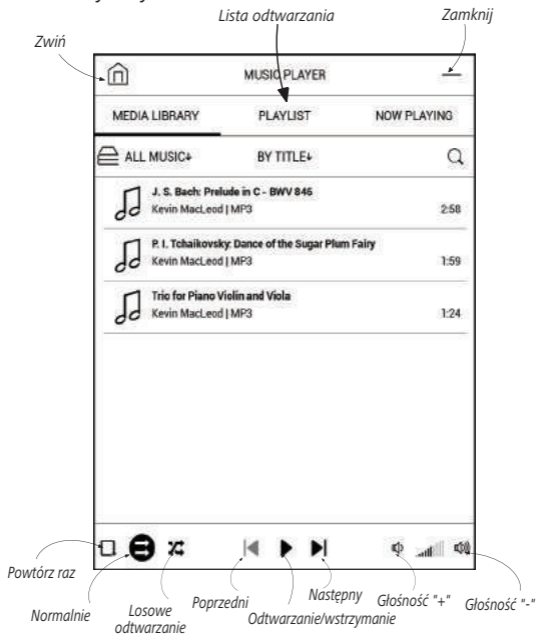 Lista odtwarzania
Zamknij
Zwiń
MUSIC PLAYER
MEDIA LIBRARY
PLAYLIST
NOW PLAYING
ALL MUSIC↓
BY TITLE↓
J. S. Bach: Prelude in C - BWV 846
Kevin MacLeod | MP3
2:58
P. I. Tchaikovsky: Dance of the Sugar Plum Fairy
Kevin MacLeod | MP3
1:59
Trio for Piano Violin and Viola
Kevin MacLeod | MP3
1:24
Powtórz raz
Normalnie
Losowe
odtwarzanie
Poprzedni
Odtwarzanie/wstrzymanie
Następny
Głośność "+"
Głośność "-"